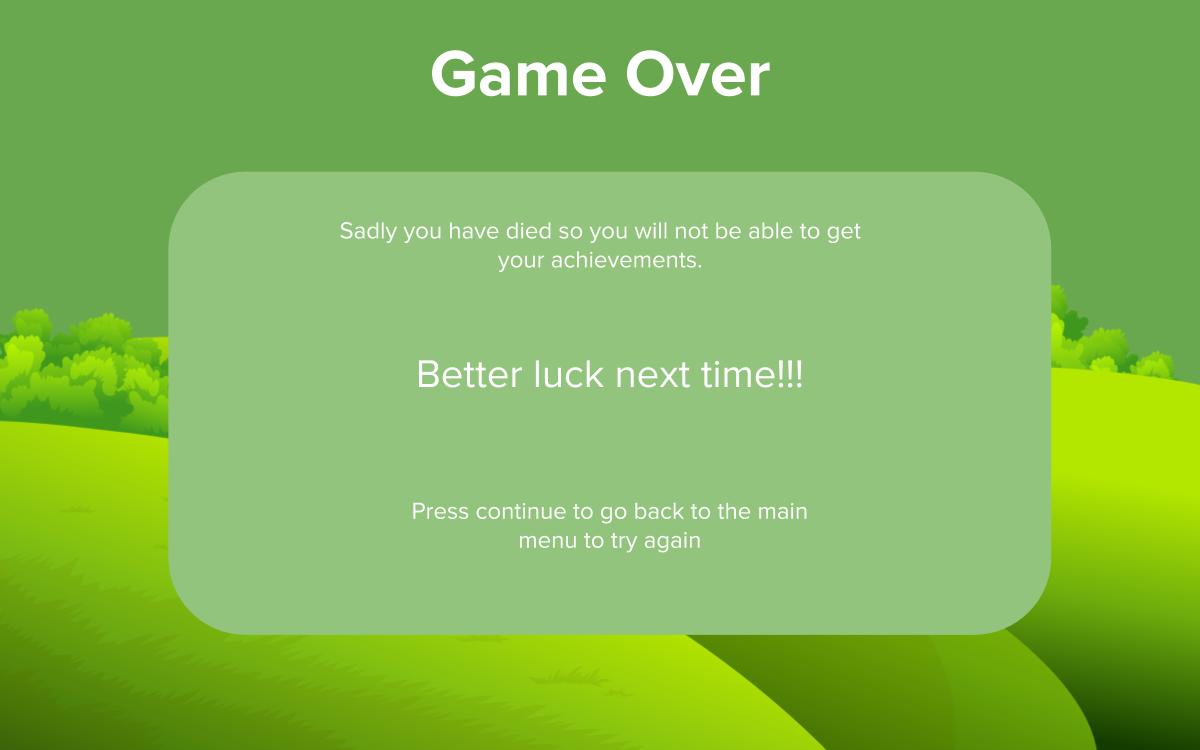 Game Over
Sadly you have died so you will not be able to get
your achievements.
Better luck next time!!!
Press continue to go back to the main
menu to try again